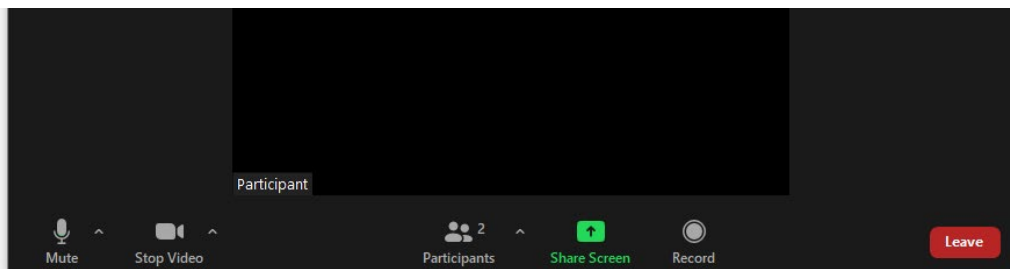 Participant
2
Mute
Stop Video
Participants
Share Screen
Record
Leave